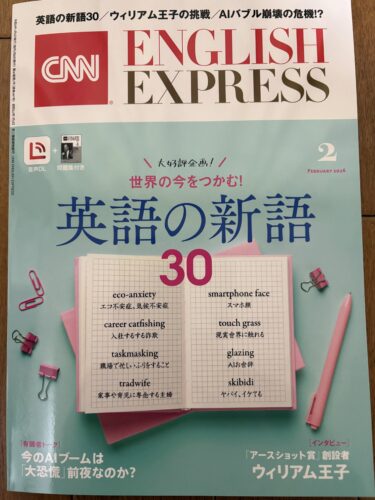 英語の新語30／ウィリアム王子の挑戦／AIバブル崩壊の危機!?
CNN
ENGLISH
EXPRESS
音声DL
+
問題集付き
2
FEBRUARY 2026
大好評企画!
世界の今をつかむ!
英語の新語
30
eco-anxiety
エコ不安症、気候不安症
career catfishing
入社するする詐欺
taskmasking
職場で忙しいふりをすること
tradwife
家事や育児に専念する主婦
smartphone face
スマホ顔
touch grass
現実世界に触れる
glazing
AIお世辞
skibidi
ヤバイ、イケてる
[有識者トーク]
今のAIブームは
「大恐慌」前夜なのか?
[インタビュー]
「アースショット賞」創設者
ウィリアム王子